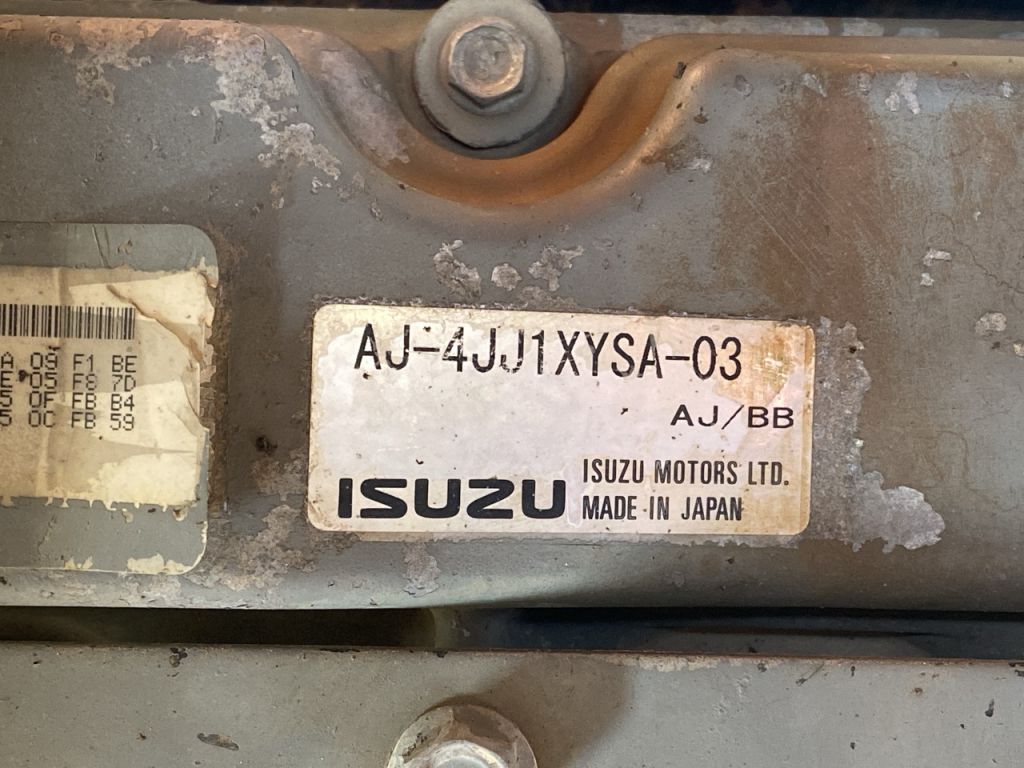 A 09 F1 BE
E 05 F8 7D
5 0F FB B4
5 0C FB 59
AJ-4JJ1XYSA-03
AJ/BB
ISUZU
ISUZU MOTORS LTD.
MADE IN JAPAN